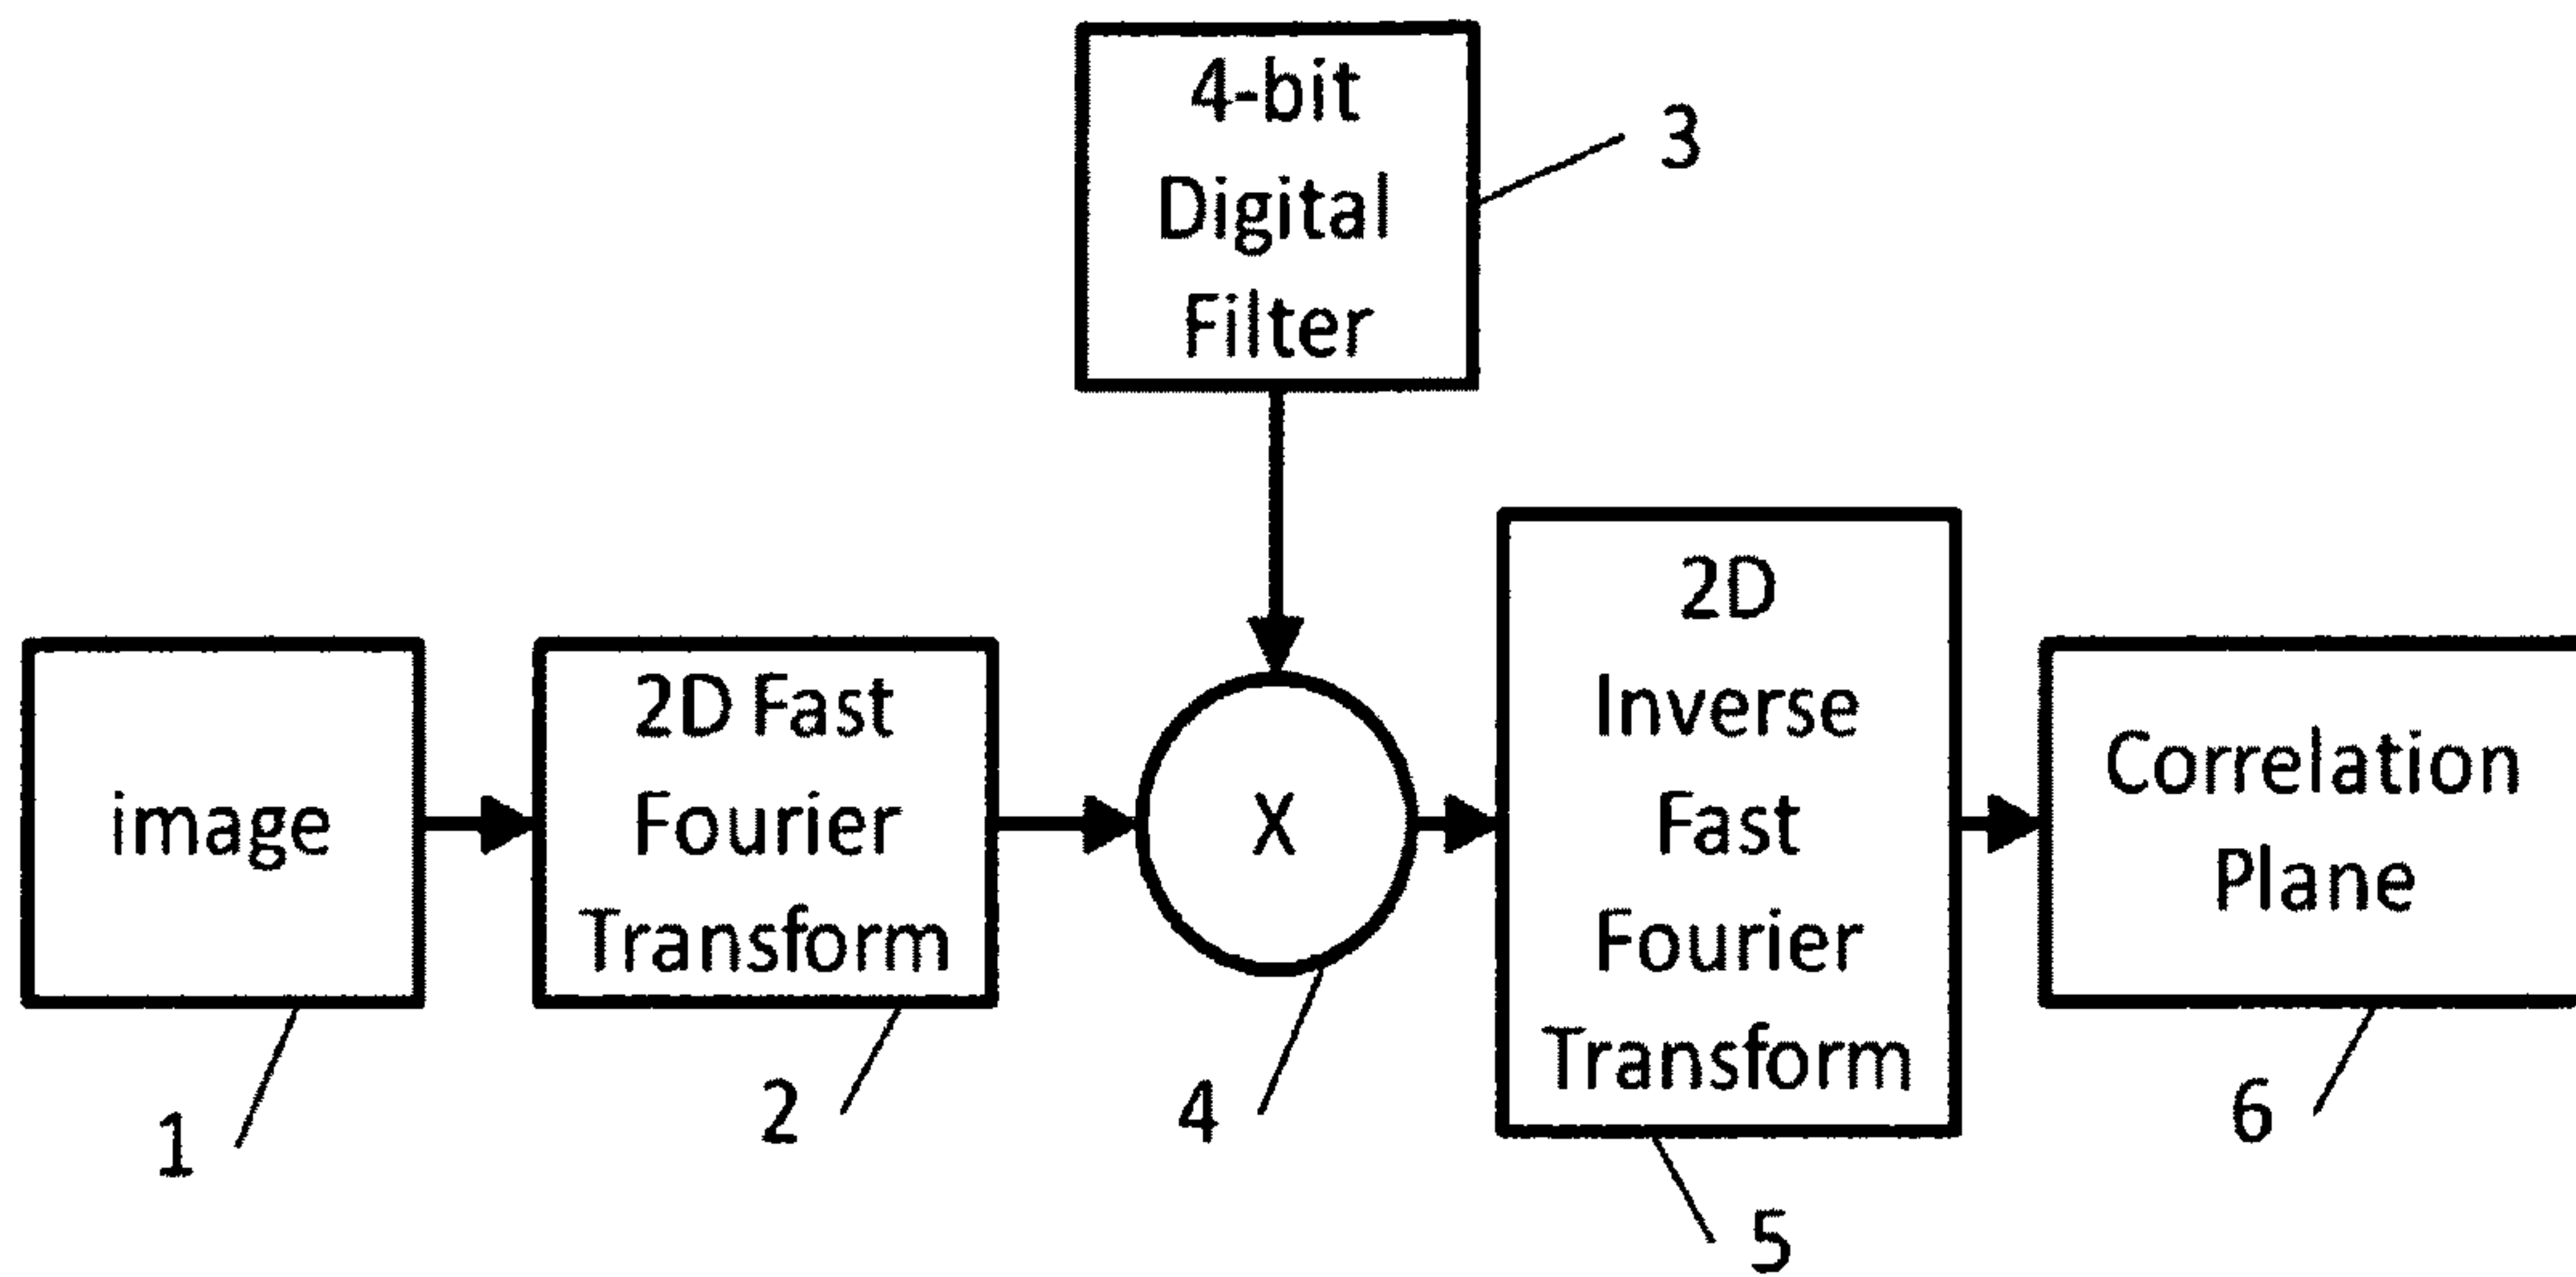 4-bit
Digital
Filter
3
image
1
2D Fast
Fourier
Transform
2
X
4
2D
Inverse
Fast
Fourier
Transform
5
Correlation
Plane
6